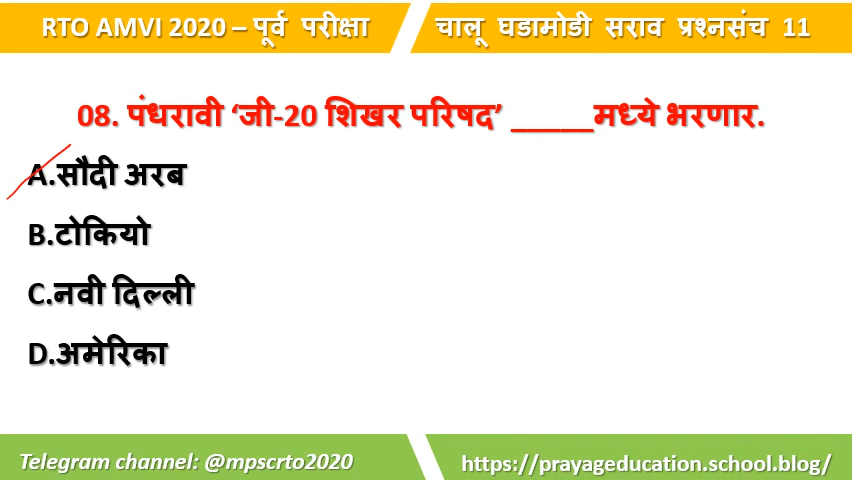 RTO AMVI 2020 – पूर्व परीक्षा
चालू घडामोडी सराव प्रश्नसंच 11
08. पंधरावी ‘जी-20 शिखर परिषद’ _____मध्ये भरणार.
A.सौदी अरब
B.टोकियो
C.नवी दिल्ली
D.अमेरिका
Telegram channel: @mpscrto2020
https://prayageducation.school.blog/